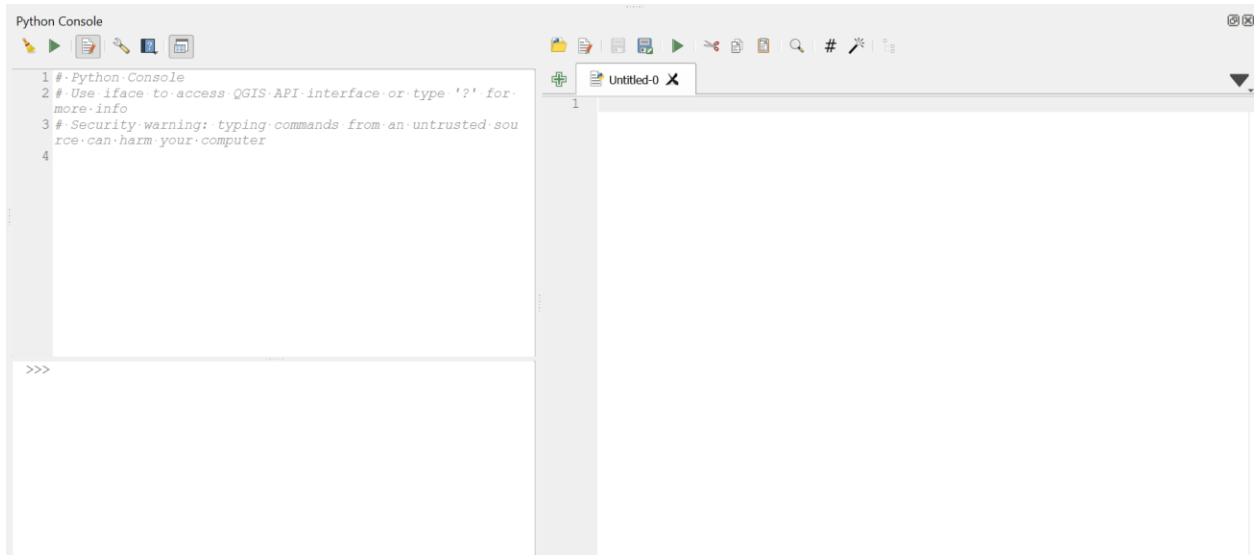 Python Console
1 #·Python·Console
2 #·Use·iface·to·access·QGIS·API·interface·or·type·'?'·for·
more·info
3 #·Security·warning:·typing·commands·from·an·untrusted·sou
rce·can·harm·your·computer
4
>>>
#
Untitled-0
1